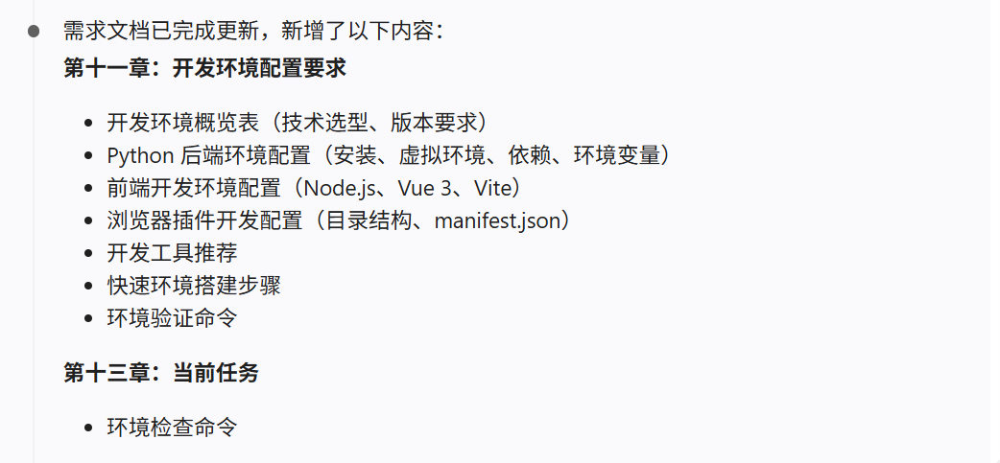 需求文档已完成更新，新增了以下内容：
第十一章：开发环境配置要求
开发环境概览表（技术选型、版本要求）
Python 后端环境配置（安装、虚拟环境、依赖、环境变量）
前端开发环境配置（Node.js、Vue 3、Vite）
浏览器插件开发配置（目录结构、manifest.json）
开发工具推荐
快速环境搭建步骤
环境验证命令
第十三章：当前任务
环境检查命令